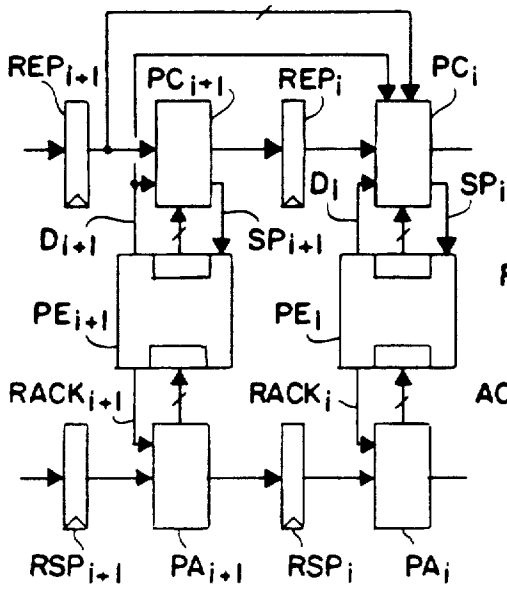 REPi+1
PCi+1
REPi
PCi
Di+1
SPi+1
Di
SPi
PEi+1
PEi
RACKi+1
RACKi
AC
RSPi+1
PAi+1
RSPi
PAi